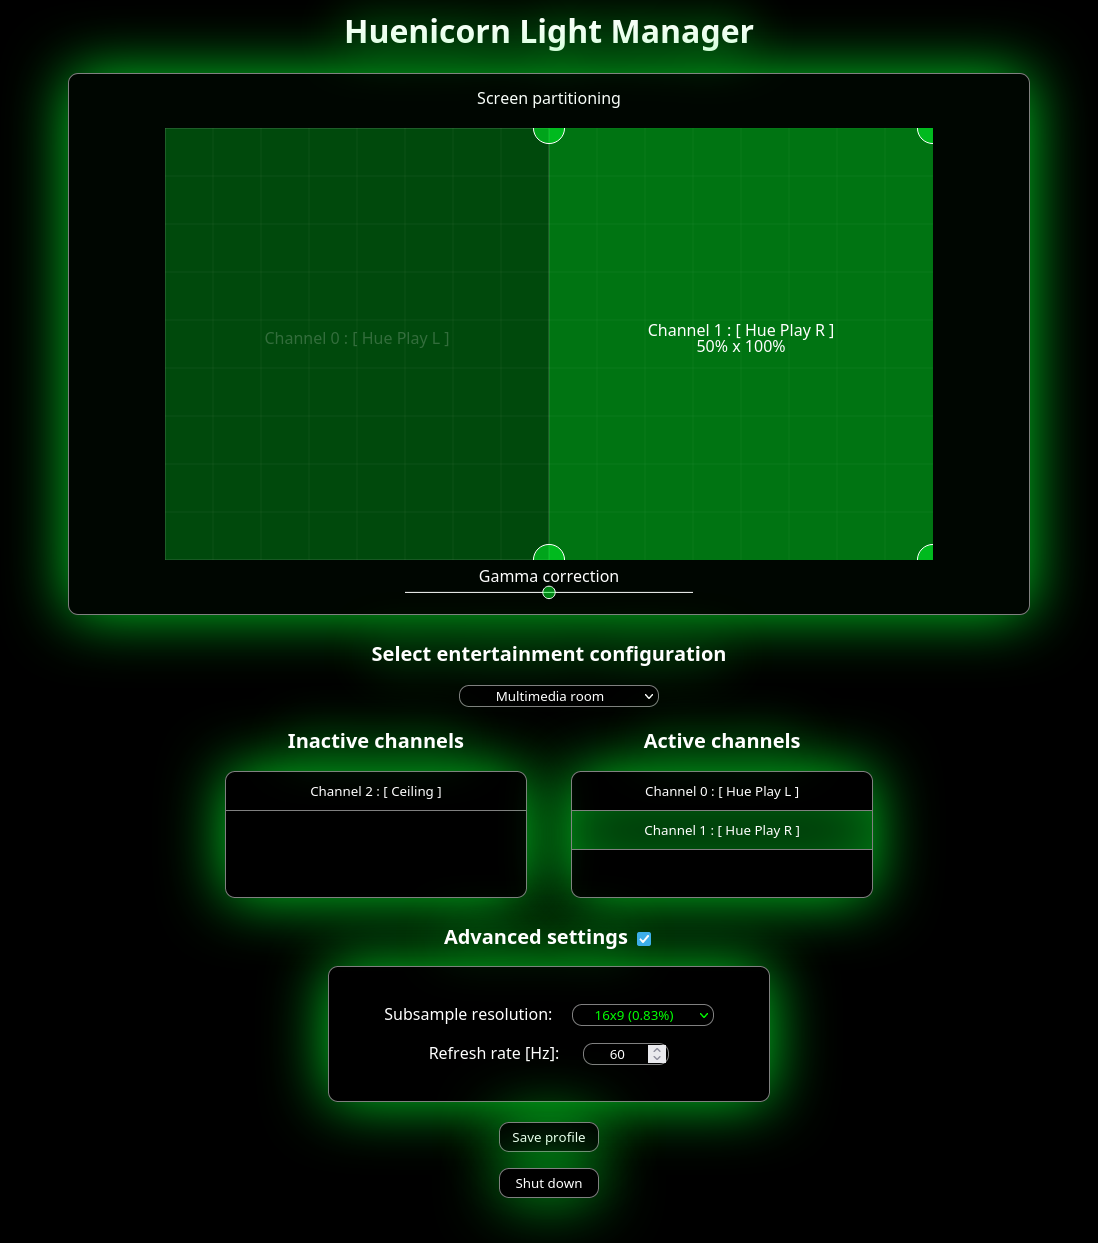 Huenicorn Light Manager
Screen partitioning
Channel 0 : [ Hue Play L ]
Channel 1 : [ Hue Play R ]
50% x 100%
Gamma correction
Select entertainment configuration
Multimedia room
Inactive channels
Active channels
Channel 2 : [ Ceiling ]
Channel 0 : [ Hue Play L ]
Channel 1 : [ Hue Play R ]
Advanced settings
Subsample resolution: 16x9 (0.83%)
Refresh rate [Hz]: 60
Save profile
Shut down